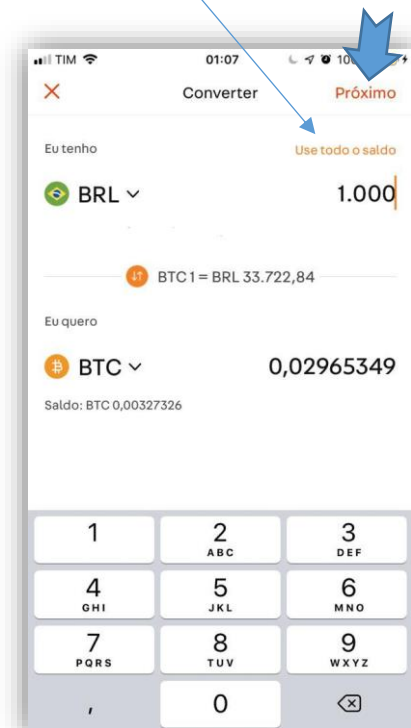 TIM 01:07
Converter Próximo
Eu tenho Use todo o saldo
BRL 1.000
BTC 1 = BRL 33.722,84
Eu quero
BTC 0,02965349
Saldo: BTC 0,00327326
1 2 3
ABC DEF
4 5 6
GHI JKL MNO
7 8 9
PQRS TUV WXYZ
, 0